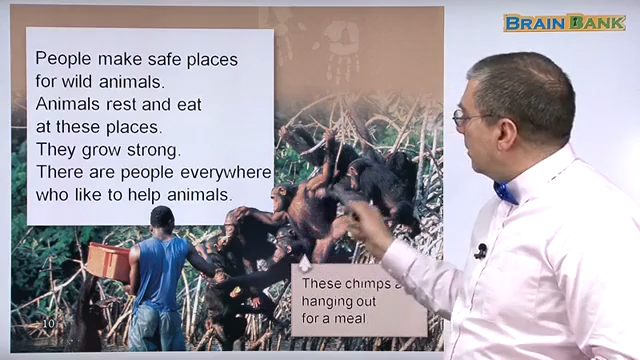 BRAIN BANK
People make safe places
for wild animals.
Animals rest and eat
at these places.
They grow strong.
There are people everywhere
who like to help animals.
These chimps a
hanging out
for a meal
10